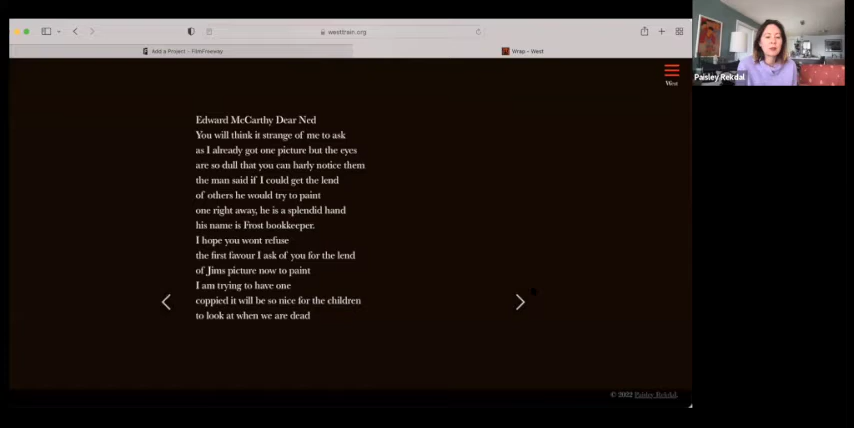 westtrain.org
Add a Project – FilmFreeway
Wrap – West
West
Edward McCarthy Dear Ned
You will think it strange of me to ask
as I already got one picture but the eyes
are so dull that you can harly notice them
the man said if I could get the lend
of others he would try to paint
one right away, he is a splendid hand
his name is Frost bookkeeper.
I hope you wont refuse
the first favour I ask of you for the lend
of Jims picture now to paint
I am trying to have one
coppied it will be so nice for the children
to look at when we are dead
© 2022 Paisley Rekdal.
Paisley Rekdal